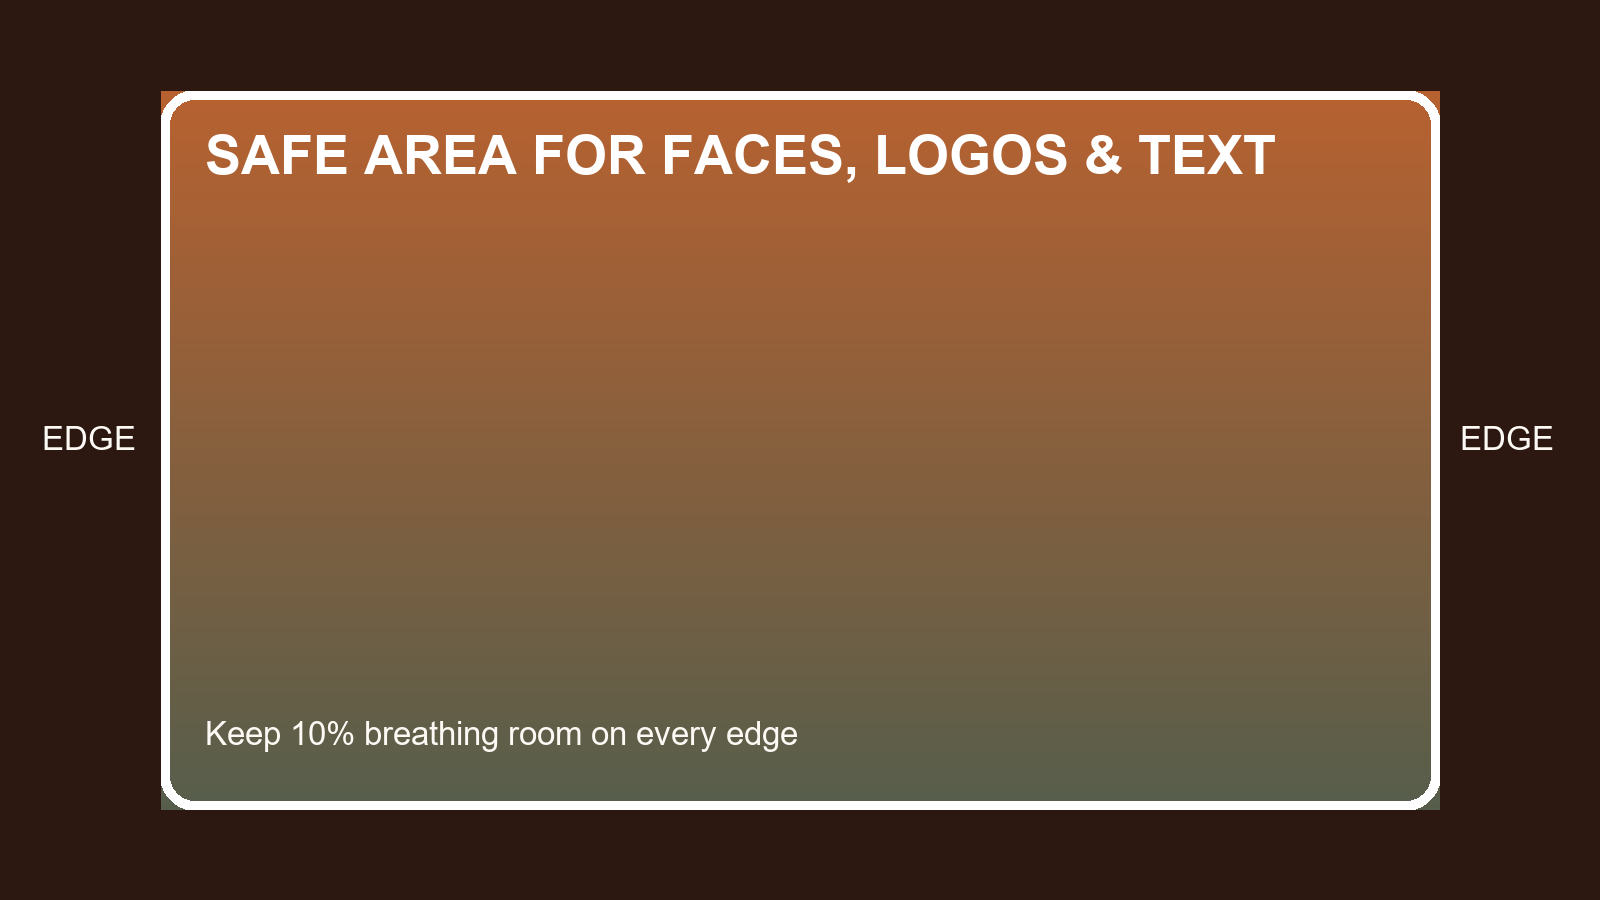 SAFE AREA FOR FACES, LOGOS & TEXT
EDGE
EDGE
Keep 10% breathing room on every edge